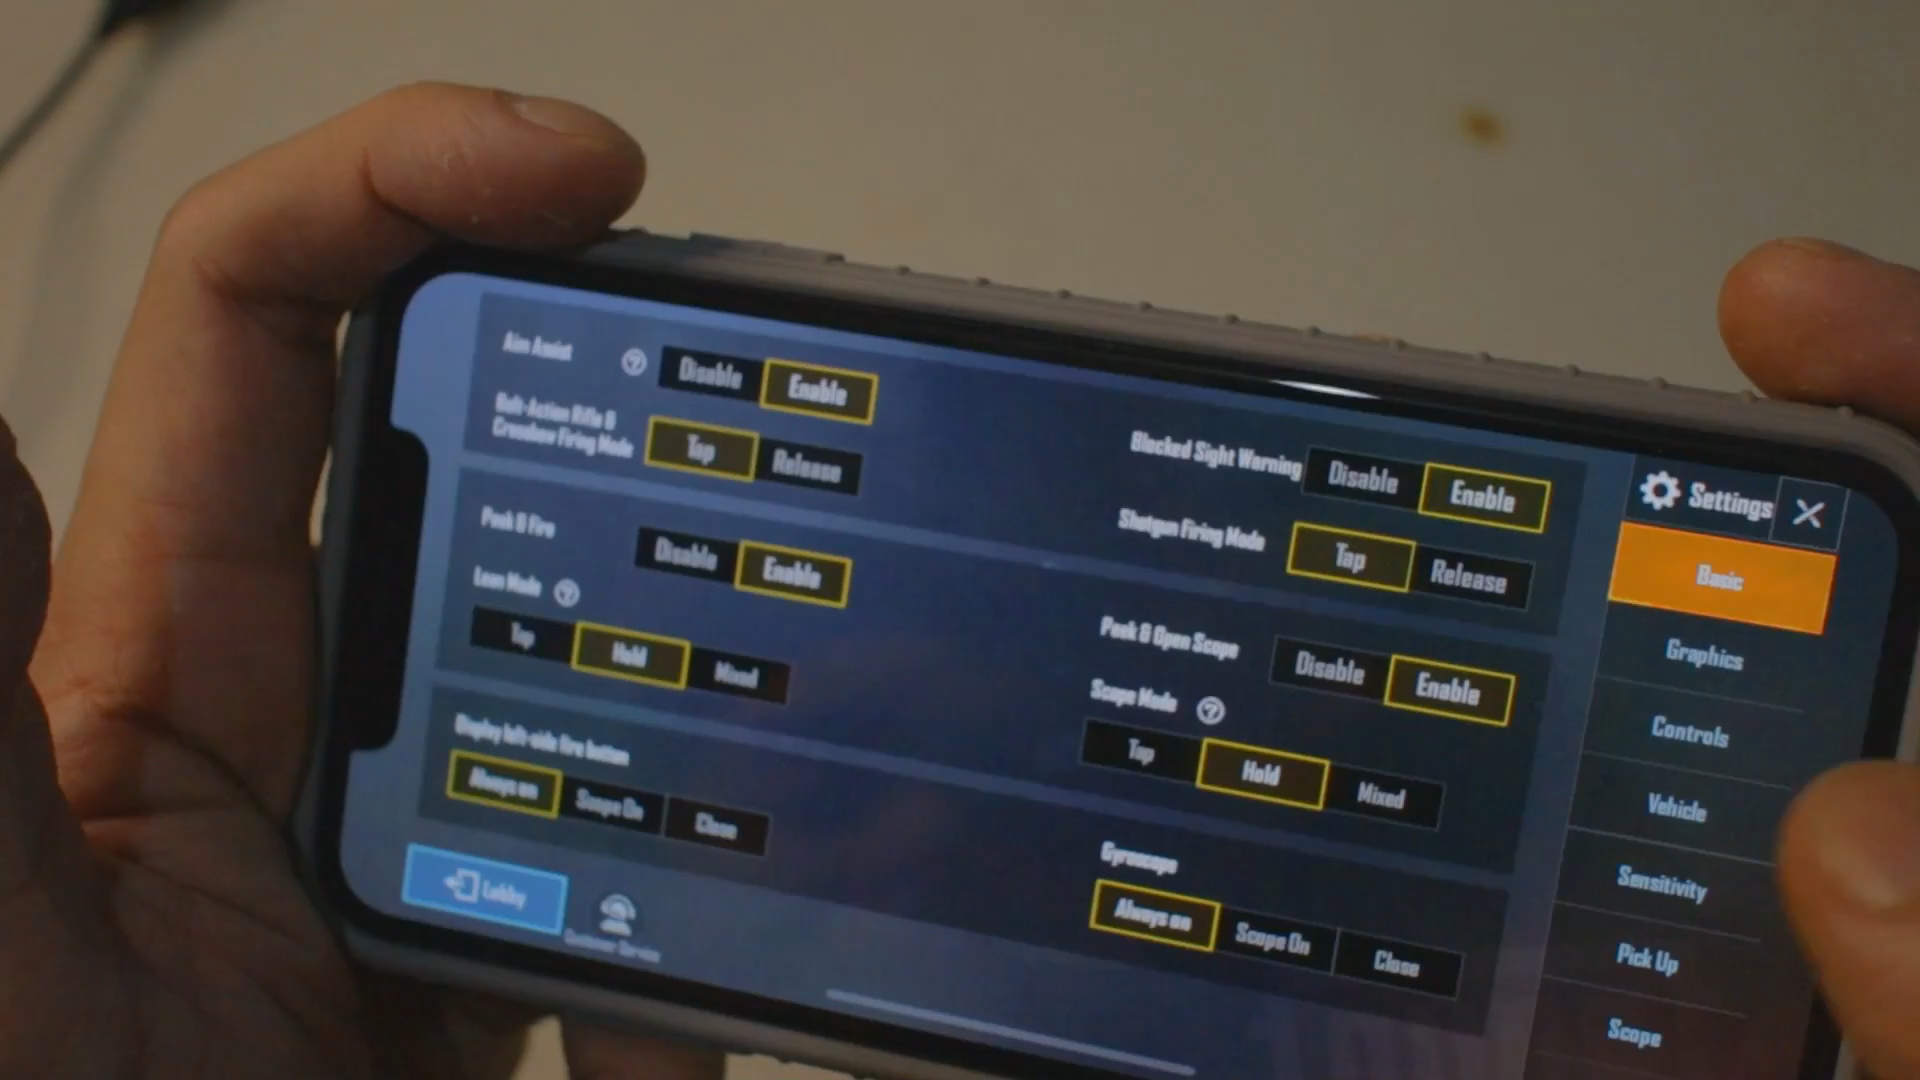 Aim Assist
Disable
Enable
Bolt-Action Rifle &
Crossbow Firing Mode
Tap
Release
Blocked Sight Warning
Disable
Enable
Shotgun Firing Mode
Tap
Release
Peek & Fire
Disable
Enable
Lean Mode
Tap
Hold
Mixed
Peek & Open Scope
Disable
Enable
Scope Mode
Tap
Hold
Mixed
Display left-side fire button
Always on
Scope On
Close
Gyroscope
Always on
Scope On
Close
Lobby
Customer Service
Settings
Basic
Graphics
Controls
Vehicle
Sensitivity
Pick Up
Scope